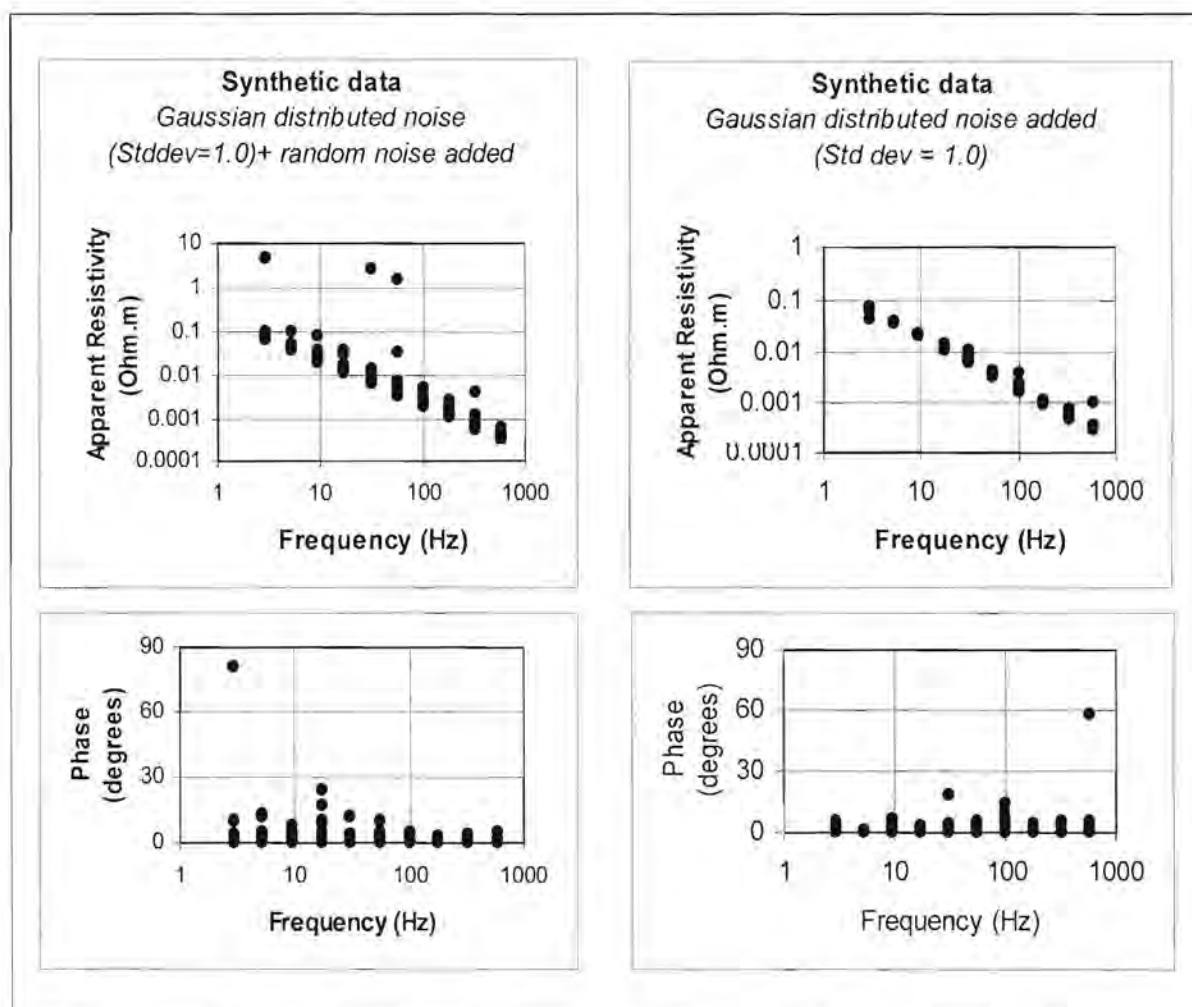 Synthetic data
Gaussian distributed noise
(Stddev=1.0)+ random noise added
Apparent Resistivity
(Ohm.m)
10
1
0.1
0.01
0.001
0.0001
1 10 100 1000
Frequency (Hz)
Synthetic data
Gaussian distributed noise added
(Std dev = 1.0)
Apparent Resistivity
(Ohm.m)
1
0.1
0.01
0.001
0.0001
1 10 100 1000
Frequency (Hz)
Phase
(degrees)
90
60
30
0
1 10 100 1000
Frequency (Hz)
Phase
(degrees)
90
60
30
0
1 10 100 1000
Frequency (Hz)